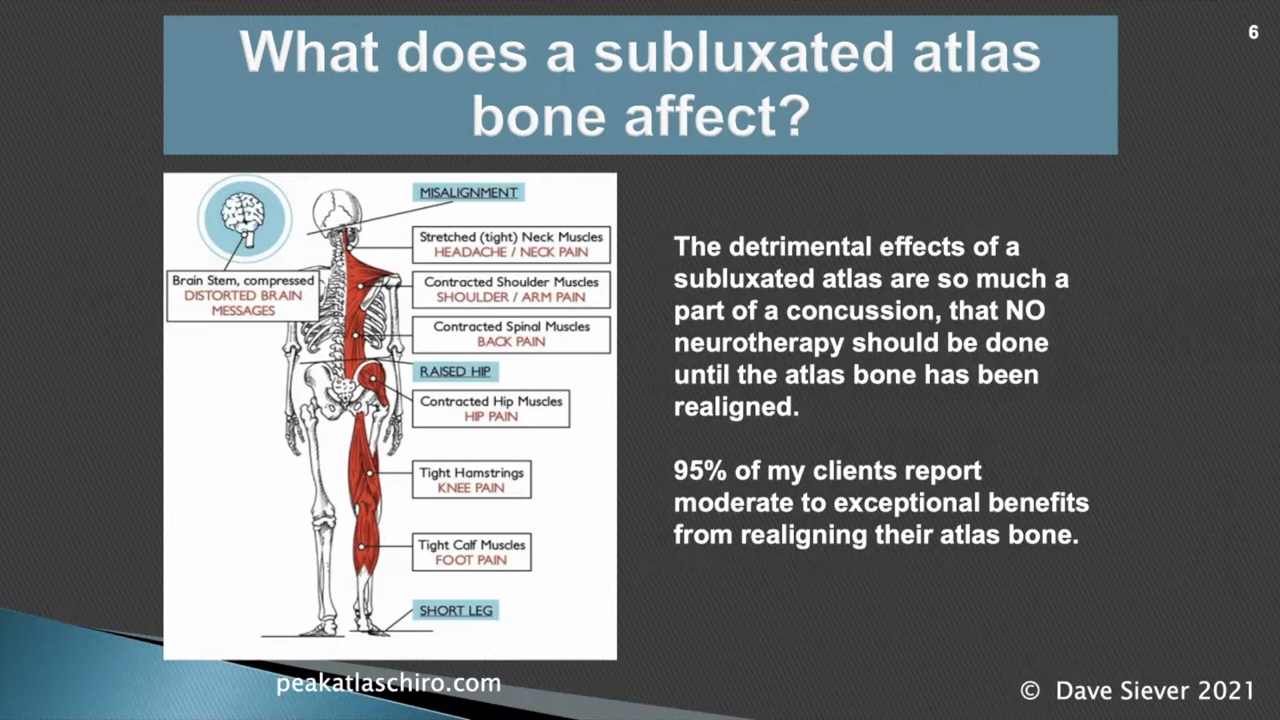 6
What does a subluxated atlas
bone affect?
MISALIGNMENT
Stretched (tight) Neck Muscles
HEADACHE / NECK PAIN
Brain Stem, compressed
DISTORTED BRAIN
MESSAGES
Contracted Shoulder Muscles
SHOULDER / ARM PAIN
Contracted Spinal Muscles
BACK PAIN
RAISED HIP
Contracted Hip Muscles
HIP PAIN
Tight Hamstrings
KNEE PAIN
Tight Calf Muscles
FOOT PAIN
SHORT LEG
The detrimental effects of a
subluxated atlas are so much a
part of a concussion, that NO
neurotherapy should be done
until the atlas bone has been
realigned.
95% of my clients report
moderate to exceptional benefits
from realigning their atlas bone.
peakatlaschiro.com
© Dave Siever 2021